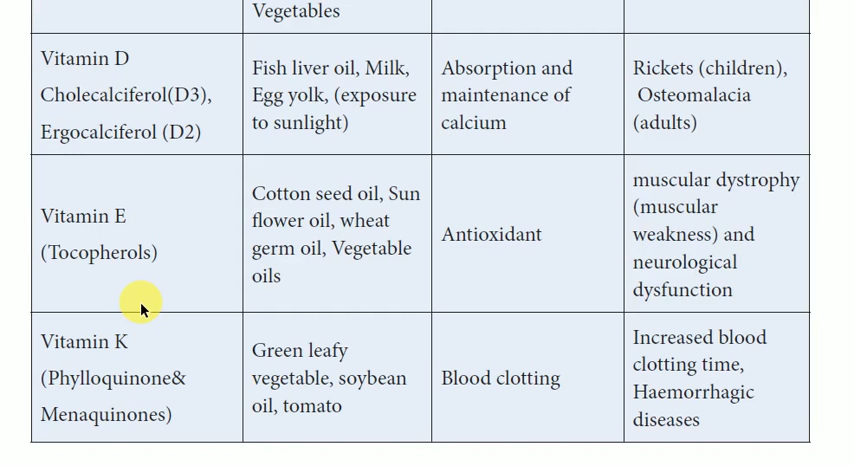 Vegetables
Vitamin D
Cholecalciferol(D3),
Ergocalciferol (D2)
Fish liver oil, Milk,
Egg yolk, (exposure
to sunlight)
Absorption and
maintenance of
calcium
Rickets (children),
Osteomalacia
(adults)
Vitamin E
(Tocopherols)
Cotton seed oil, Sun
flower oil, wheat
germ oil, Vegetable
oils
Antioxidant
muscular dystrophy
(muscular
weakness) and
neurological
dysfunction
Vitamin K
(Phylloquinone&
Menaquinones)
Green leafy
vegetable, soybean
oil, tomato
Blood clotting
Increased blood
clotting time,
Haemorrhagic
diseases